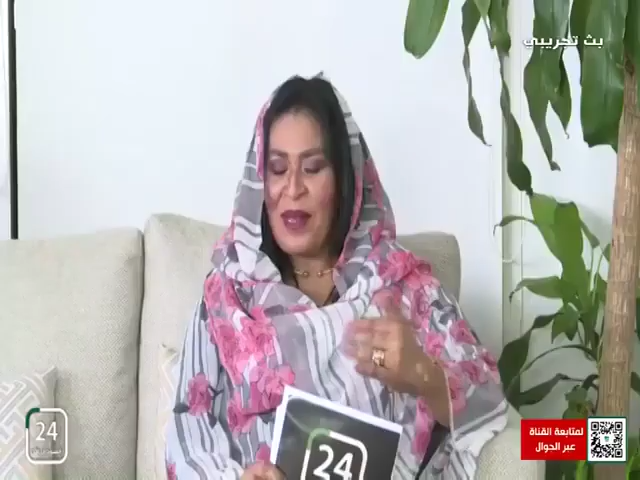 بث تجريبي
24
24
لمتابعة القناة
عبر الجوال